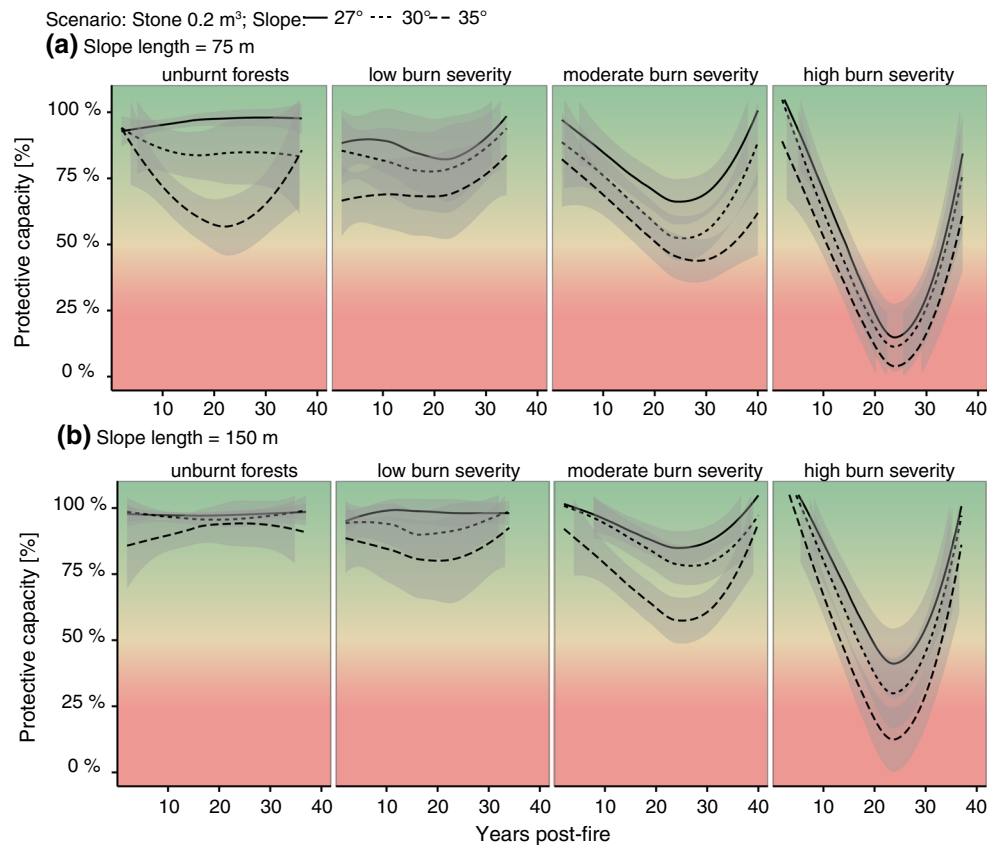 Scenario: Stone 0.2 m³; Slope: 27° 30° 35°
(a) Slope length = 75 m
unburnt forests low burn severity moderate burn severity high burn severity
Protective capacity [%]
100 %
75 %
50 %
25 %
0 %
10 20 30 40 10 20 30 40 10 20 30 40 10 20 30 40
(b) Slope length = 150 m
unburnt forests low burn severity moderate burn severity high burn severity
Protective capacity [%]
100 %
75 %
50 %
25 %
0 %
10 20 30 40 10 20 30 40 10 20 30 40 10 20 30 40
Years post-fire